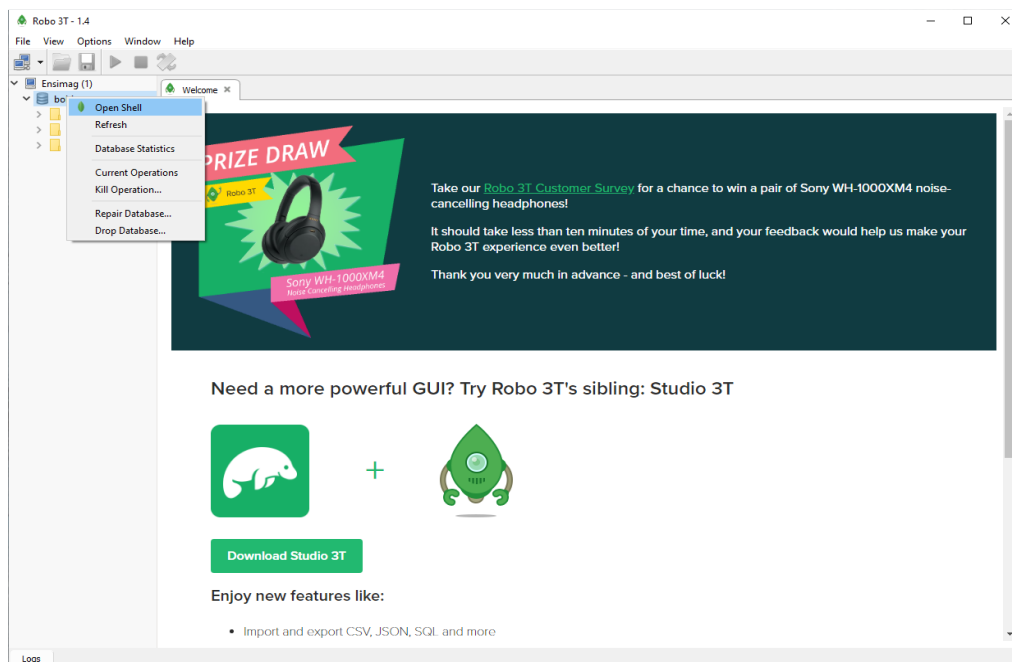 Robo 3T - 1.4
File View Options Window Help
Ensimag (1)
Welcome
Open Shell
Refresh
Database Statistics
Current Operations
Kill Operation...
Repair Database...
Drop Database...
PRIZE DRAW
Robo 3T
Sony WH-1000XM4
Noise Cancelling Headphones
Take our Robo 3T Customer Survey for a chance to win a pair of Sony WH-1000XM4 noise-
cancelling headphones!
It should take less than ten minutes of your time, and your feedback would help us make your
Robo 3T experience even better!
Thank you very much in advance - and best of luck!
Need a more powerful GUI? Try Robo 3T's sibling: Studio 3T
+
Download Studio 3T
Enjoy new features like:
• Import and export CSV, JSON, SQL and more
Logs